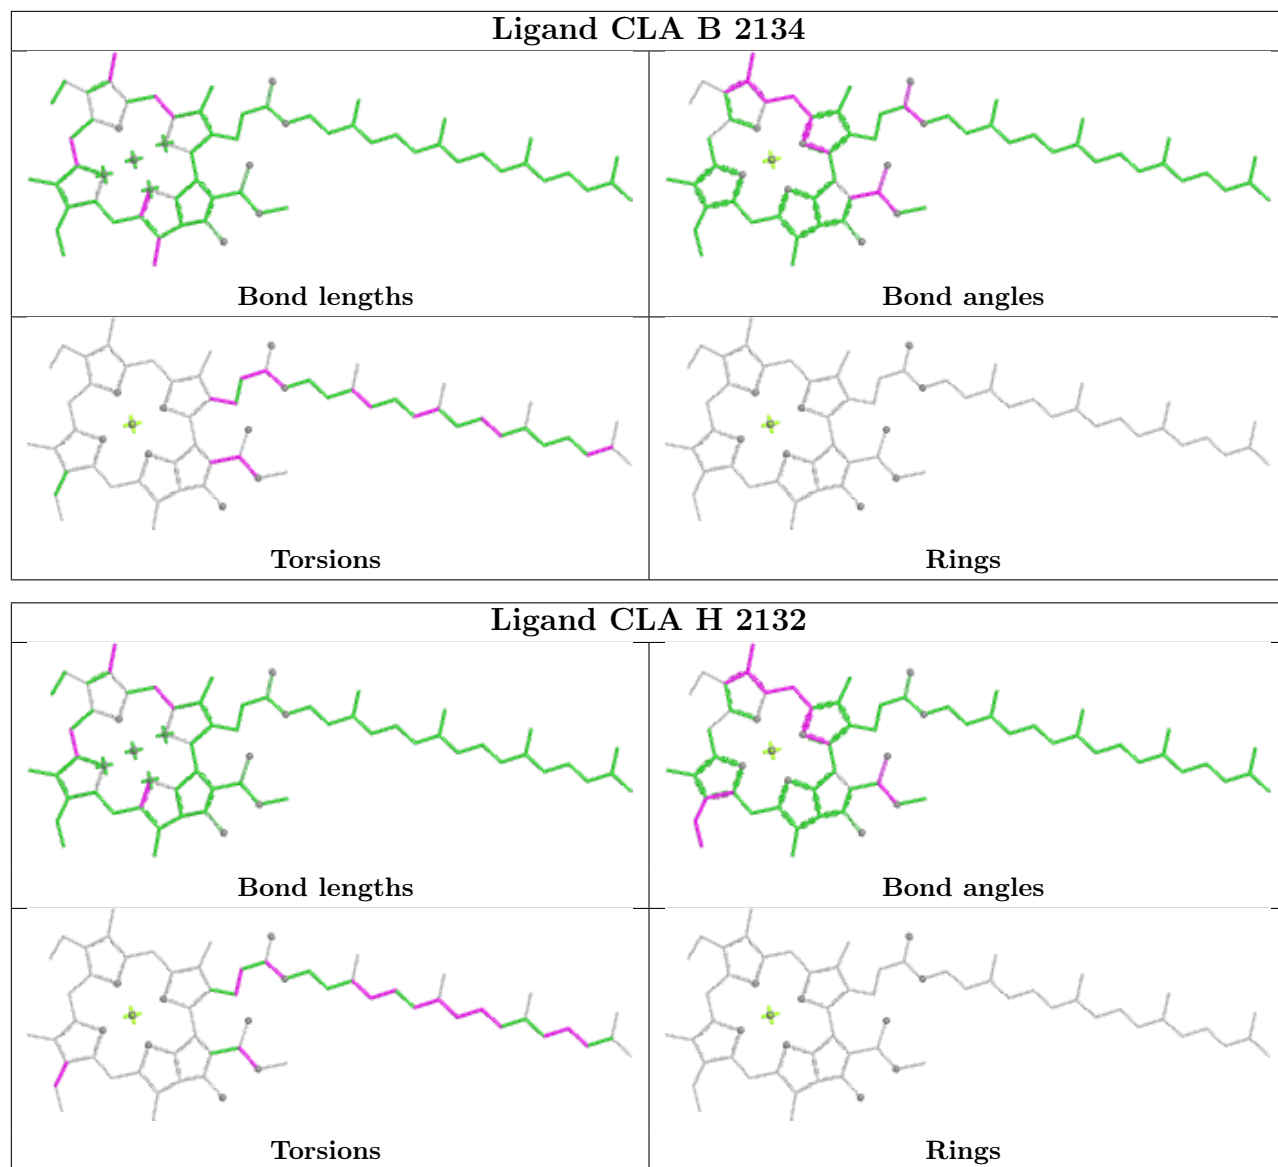 Ligand CLA B 2134
Bond lengths
Bond angles
Torsions
Rings
Ligand CLA H 2132
Bond lengths
Bond angles
Torsions
Rings